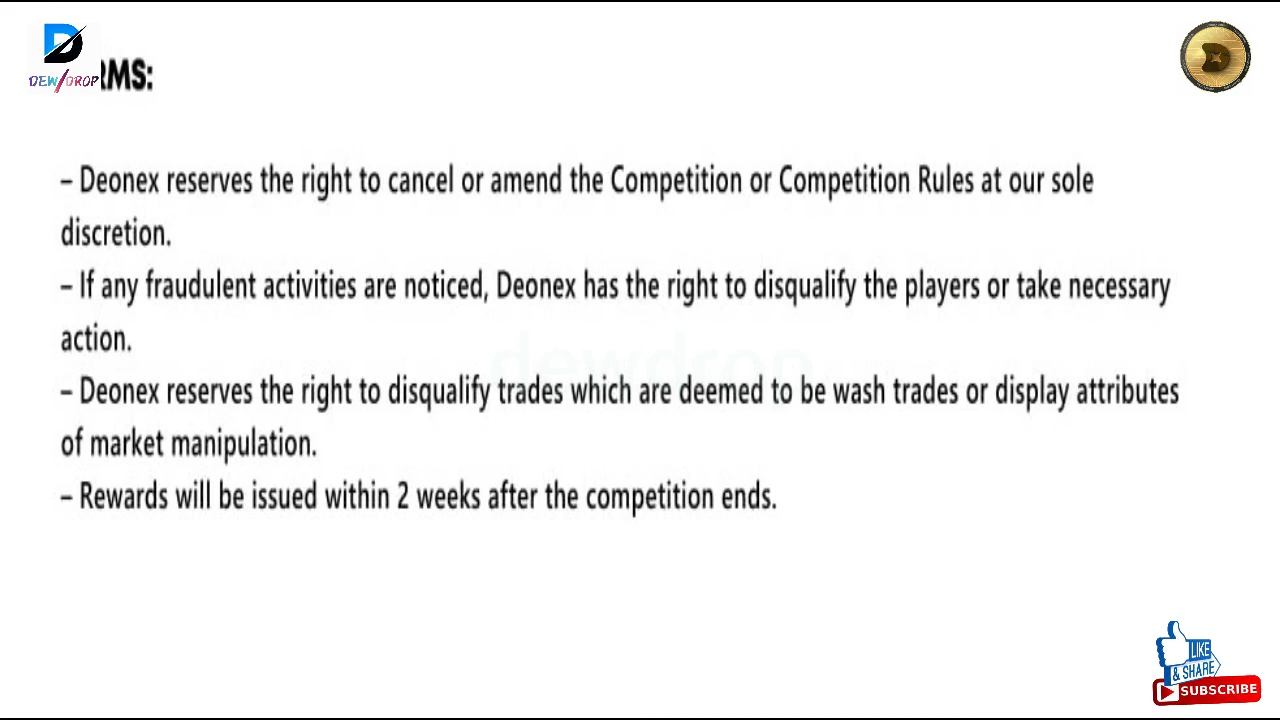 D
DEW/DROP
RMS:
D
– Deonex reserves the right to cancel or amend the Competition or Competition Rules at our sole
discretion.
– If any fraudulent activities are noticed, Deonex has the right to disqualify the players or take necessary
action.
dewdrop
– Deonex reserves the right to disqualify trades which are deemed to be wash trades or display attributes
of market manipulation.
– Rewards will be issued within 2 weeks after the competition ends.
LIKE
& SHARE
SUBSCRIBE